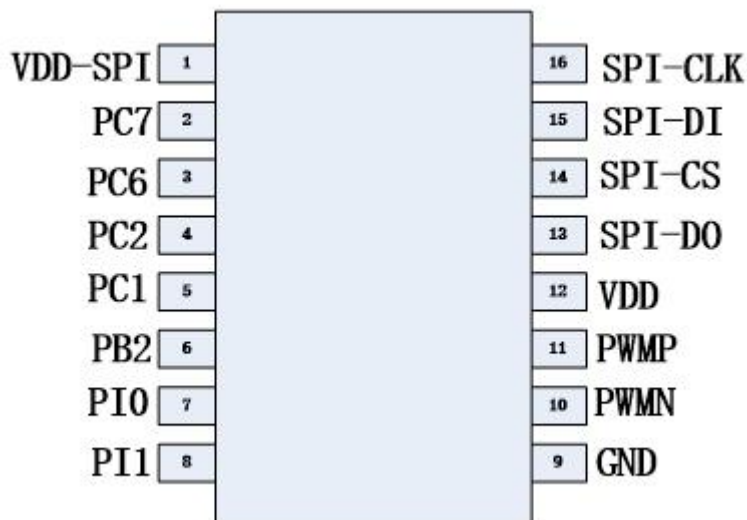 VDD-SPI 1 16 SPI-CLK
PC7 2 15 SPI-DI
PC6 3 14 SPI-CS
PC2 4 13 SPI-DO
PC1 5 12 VDD
PB2 6 11 PWMP
PI0 7 10 PWMN
PI1 8 9 GND